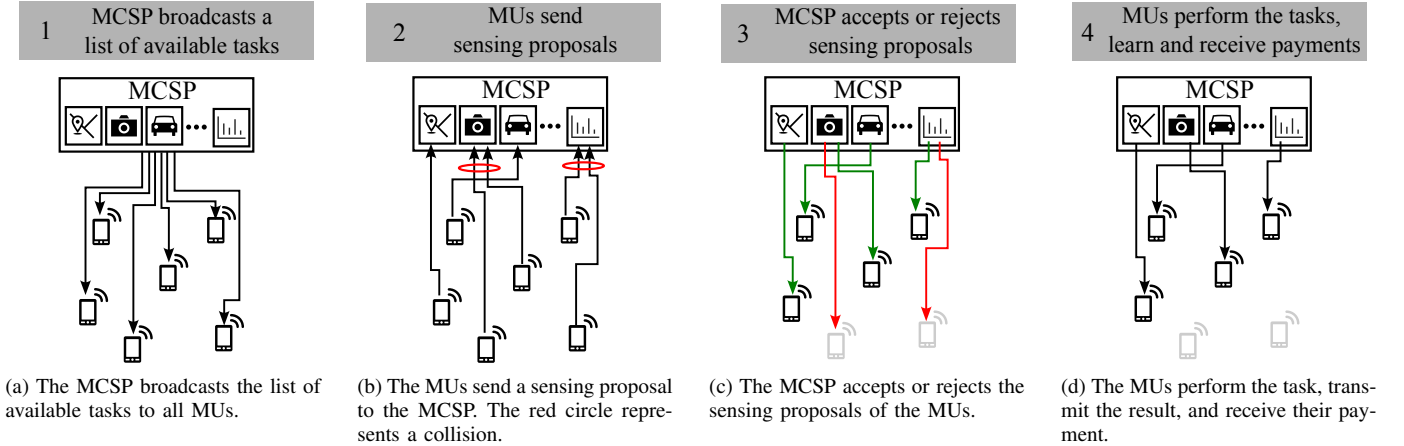 1 MCSP broadcasts a
list of available tasks
MCSP
(a) The MCSP broadcasts the list of
available tasks to all MUs.
2 MUs send
sensing proposals
MCSP
(b) The MUs send a sensing proposal
to the MCSP. The red circle repre-
sents a collision.
3 MCSP accepts or rejects
sensing proposals
MCSP
(c) The MCSP accepts or rejects the
sensing proposals of the MUs.
4 MUs perform the tasks,
learn and receive payments
MCSP
(d) The MUs perform the task, trans-
mit the result, and receive their pay-
ment.